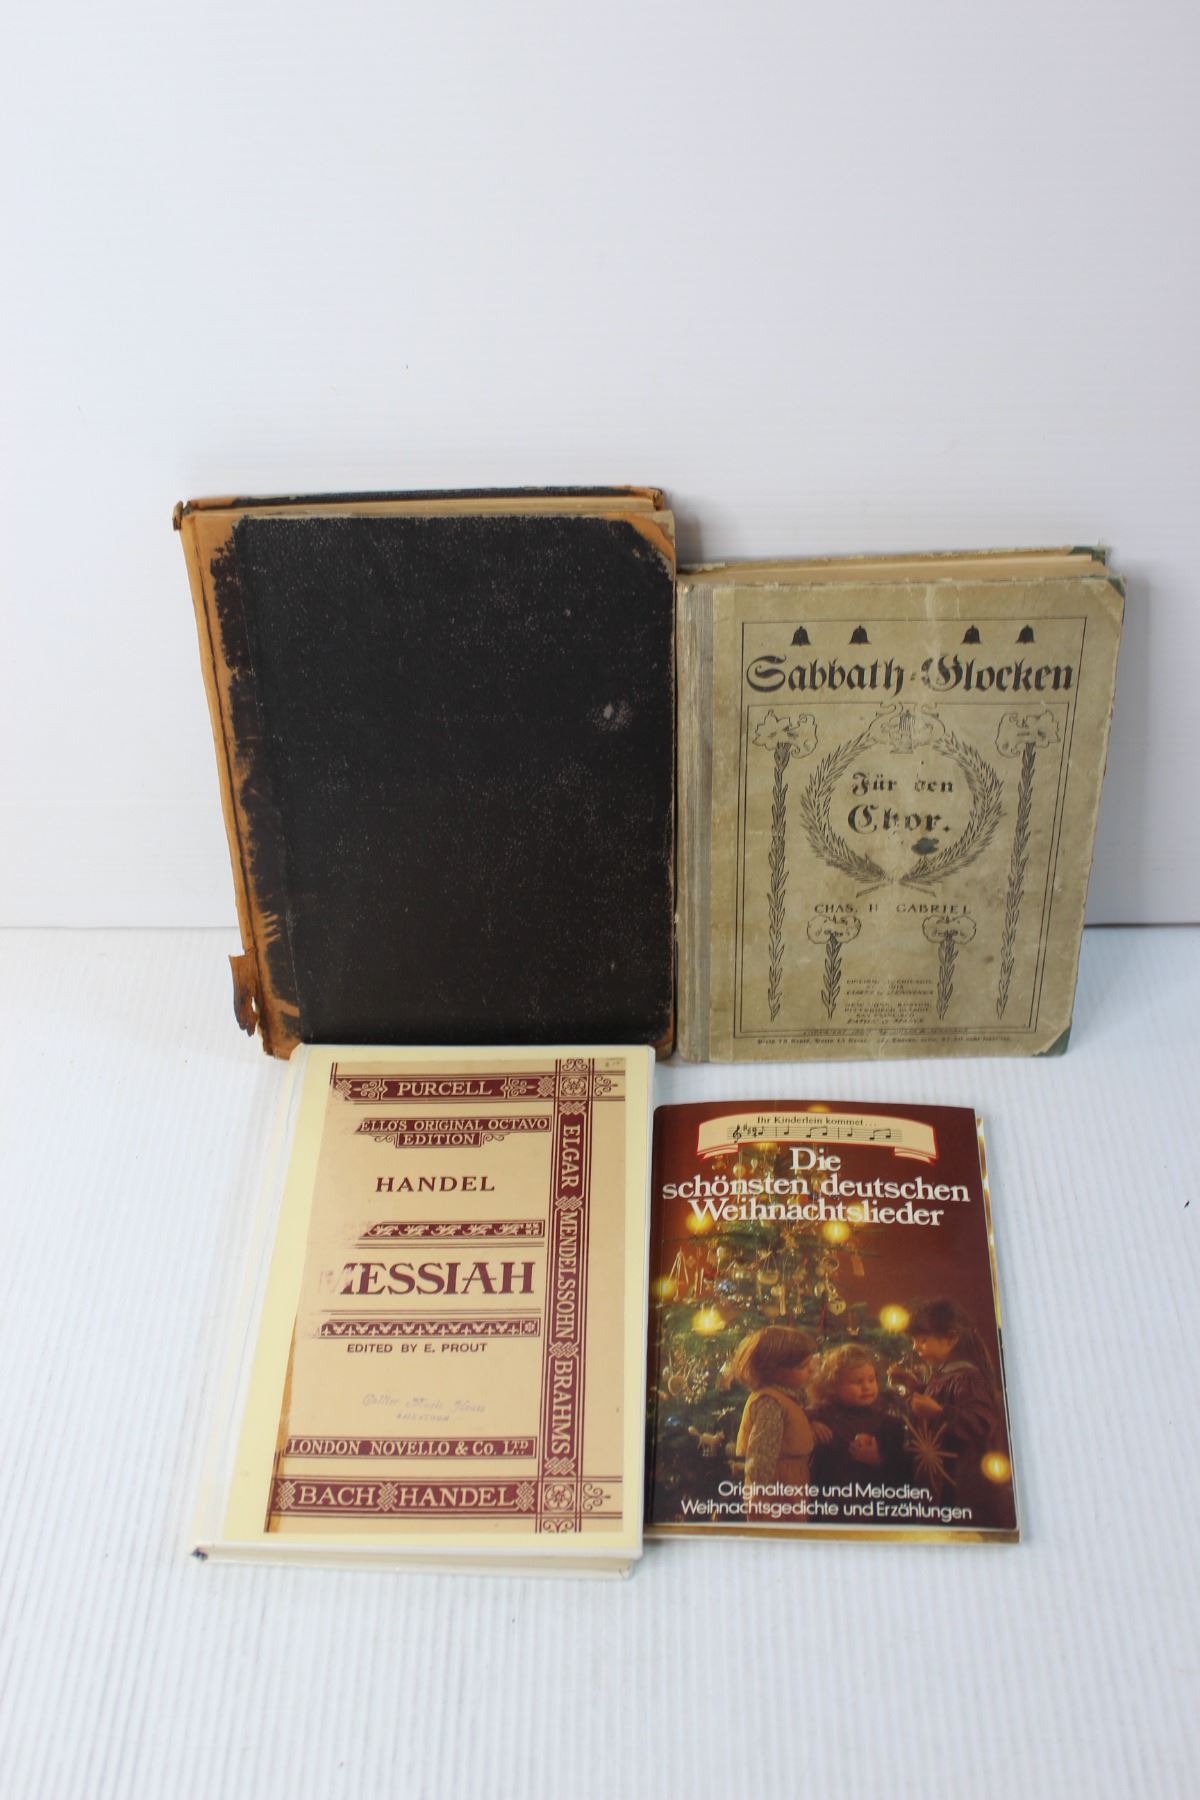 Sabbath-Glocken
Für den
Chor.
CHAS. H GABRIEL
PURCELL
ELLO'S ORIGINAL OCTAVO
EDITION
HANDEL
MESSIAH
EDITED BY E. PROUT
LONDON NOVELLO & Co. LTD
BACH HANDEL
ELGAR MENDELSSOHN BRAHMS
Ihr Kinderlein kommet...
Die
schönsten deutschen
Weihnachtslieder
Originaltexte und Melodien,
Weihnachtsgedichte und Erzählungen